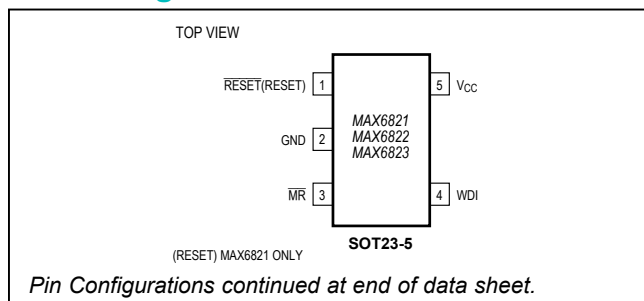 TOP VIEW
RESET(RESET) 1
5 VCC
MAX6821
MAX6822
MAX6823
GND 2
MR 3
4 WDI
SOT23-5
(RESET) MAX6821 ONLY
Pin Configurations continued at end of data sheet.